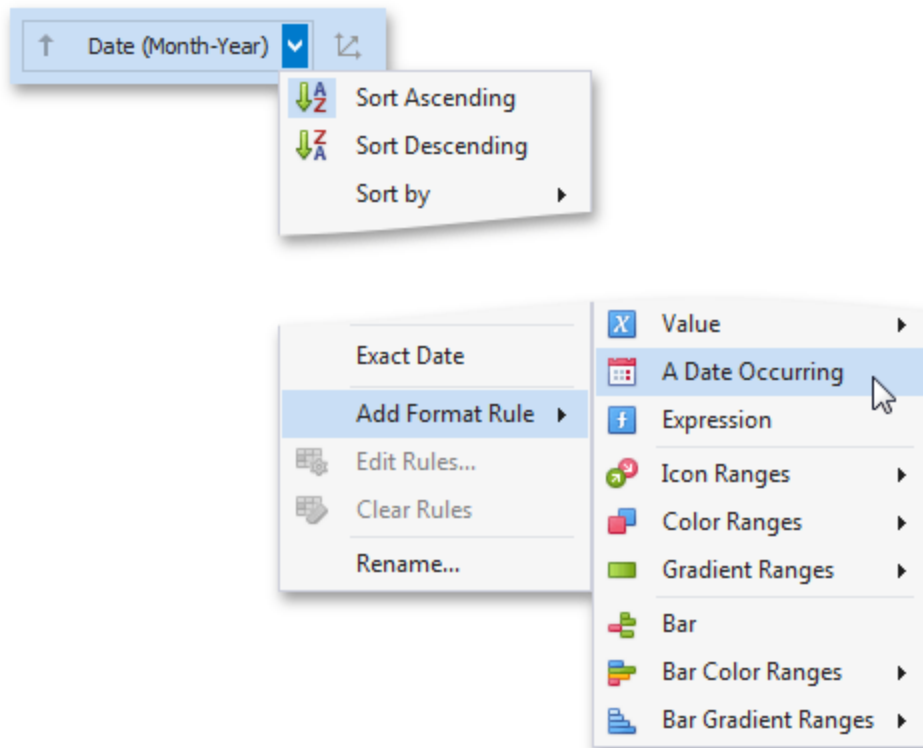 Date (Month-Year)
Sort Ascending
Sort Descending
Sort by
Exact Date
Add Format Rule
Edit Rules...
Clear Rules
Rename...
Value
A Date Occurring
Expression
Icon Ranges
Color Ranges
Gradient Ranges
Bar
Bar Color Ranges
Bar Gradient Ranges